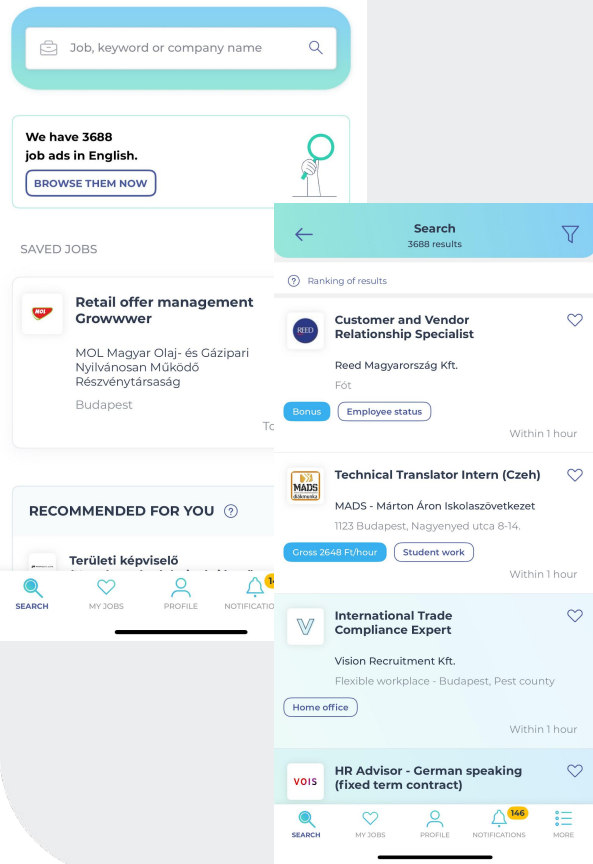 Job, keyword or company name
We have 3688
job ads in English.
BROWSE THEM NOW
SAVED JOBS
MOL
Retail offer management
Growwwer
MOL Magyar Olaj- és Gázipari
Nyilvánosan Működő
Részvénytársaság
Budapest
RECOMMENDED FOR YOU
?
Területi képviselő
SEARCH
MY JOBS
PROFILE
Search
3688 results
?
Ranking of results
REED
Customer and Vendor
Relationship Specialist
Reed Magyarország Kft.
Fót
Bonus
Employee status
Within 1 hour
MADS
diákmunka
Technical Translator Intern (Czeh)
MADS - Márton Áron Iskolaszövetkezet
1123 Budapest, Nagyenyed utca 8-14.
Gross 2648 Ft/hour
Student work
Within 1 hour
V
International Trade
Compliance Expert
Vision Recruitment Kft.
Flexible workplace - Budapest, Pest county
Home office
Within 1 hour
VOIS
HR Advisor - German speaking
(fixed term contract)
146
SEARCH
MY JOBS
PROFILE
NOTIFICATIONS
MORE